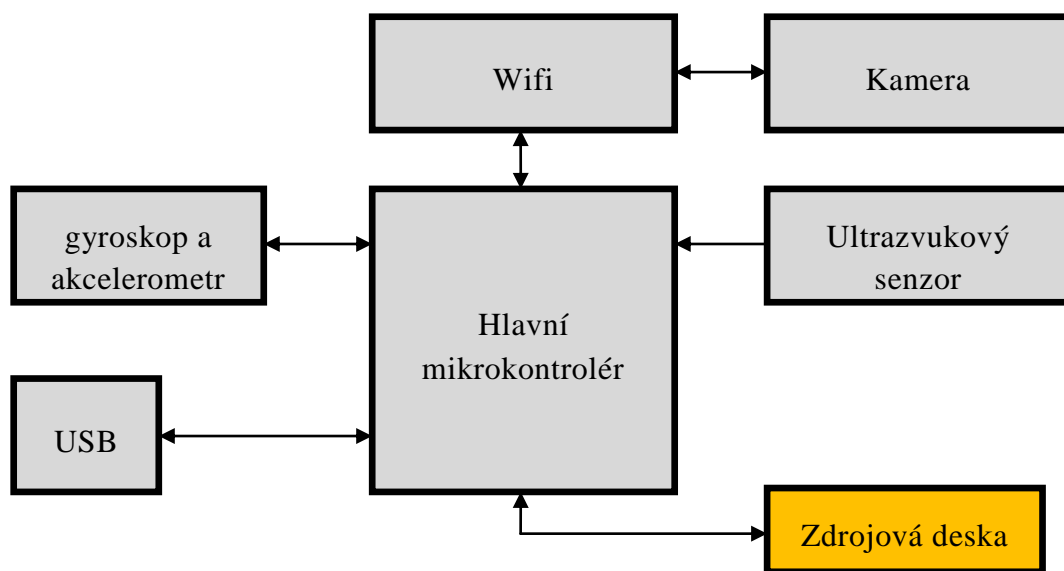 Wifi
Kamera
gyroskop a
akcelerometr
Ultrazvukový
senzor
Hlavní
mikrokontrolér
USB
Zdrojová deska